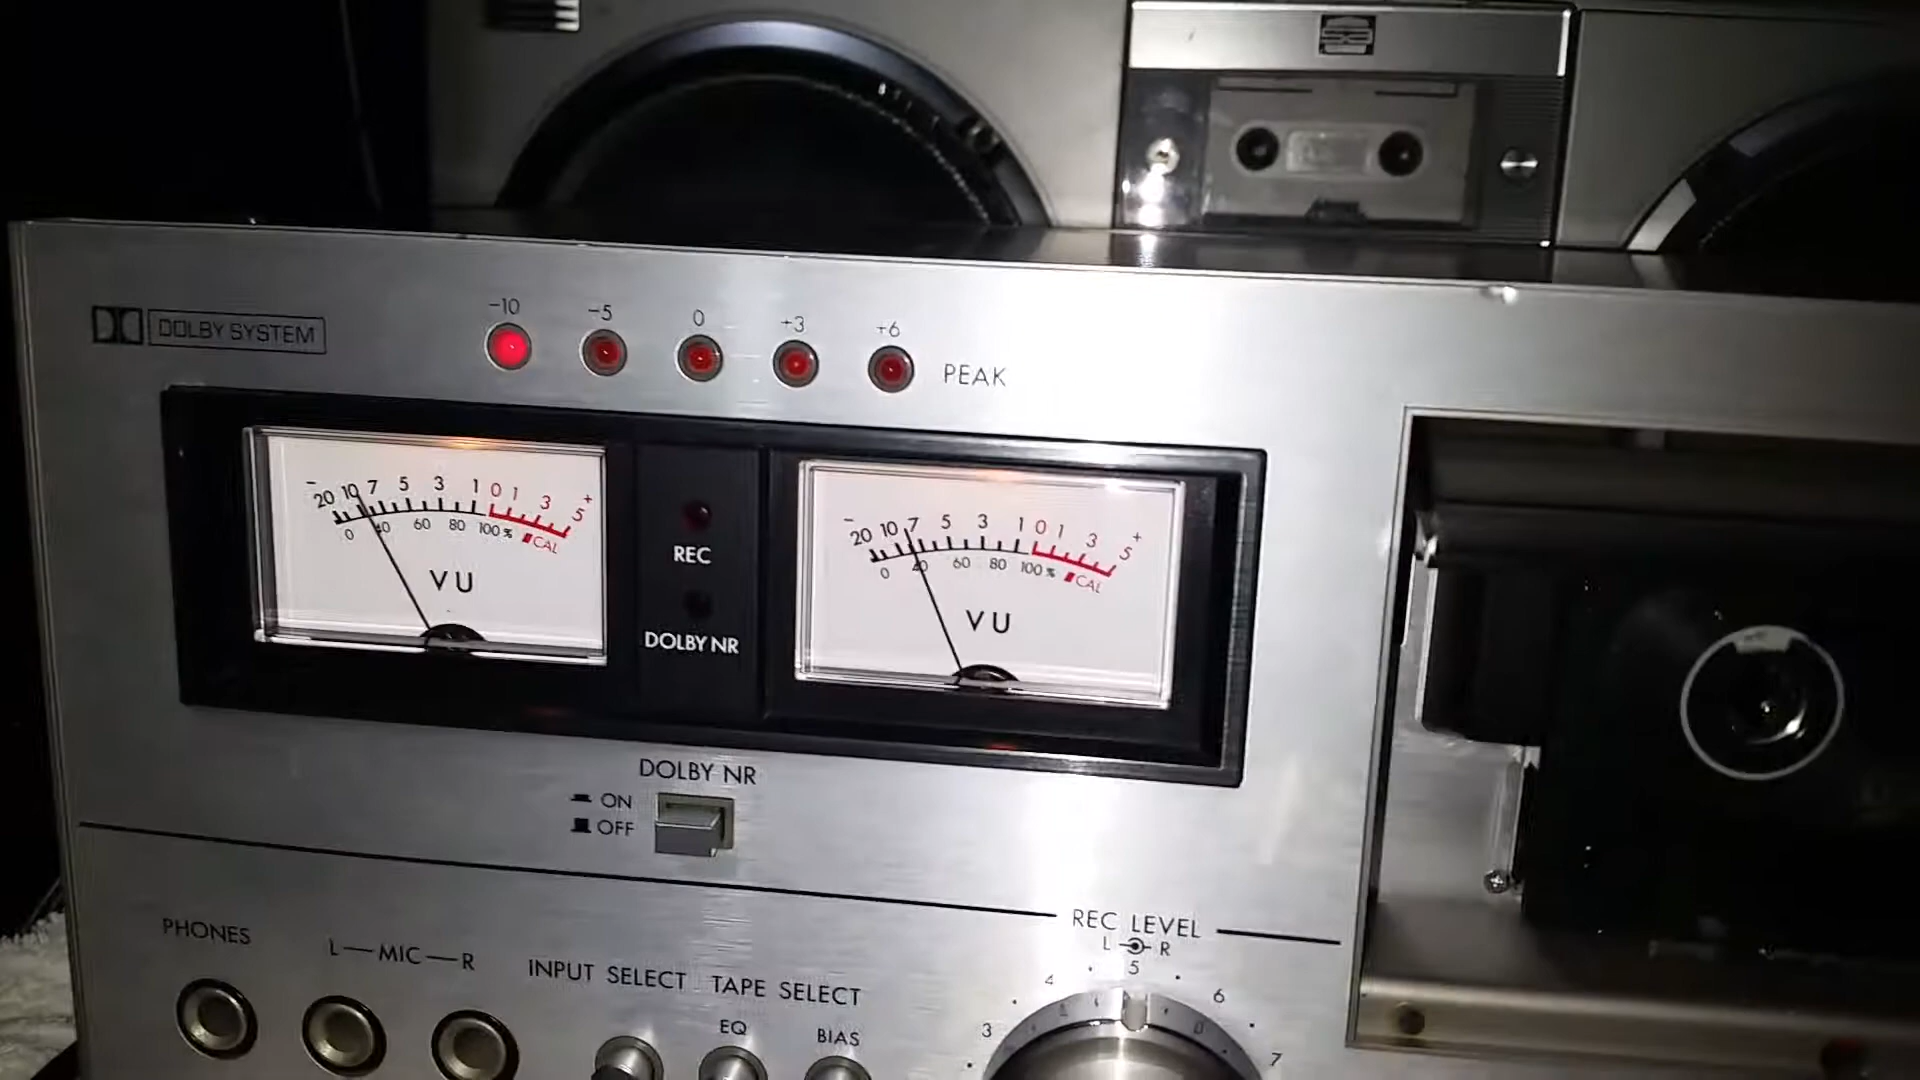 -10 -5 0 +3 +6
PEAK
DOLBY SYSTEM
- 20 10 7 5 3 1 0 1 3 5 +
0 40 60 80 100% CAL
VU
REC
DOLBY NR
- 20 10 7 5 3 1 0 1 3 5 +
0 40 60 80 100% CAL
VU
DOLBY NR
ON
OFF
PHONES
L—MIC—R
INPUT SELECT
TAPE SELECT
EQ
BIAS
REC LEVEL
L R
3 4 5 6 7